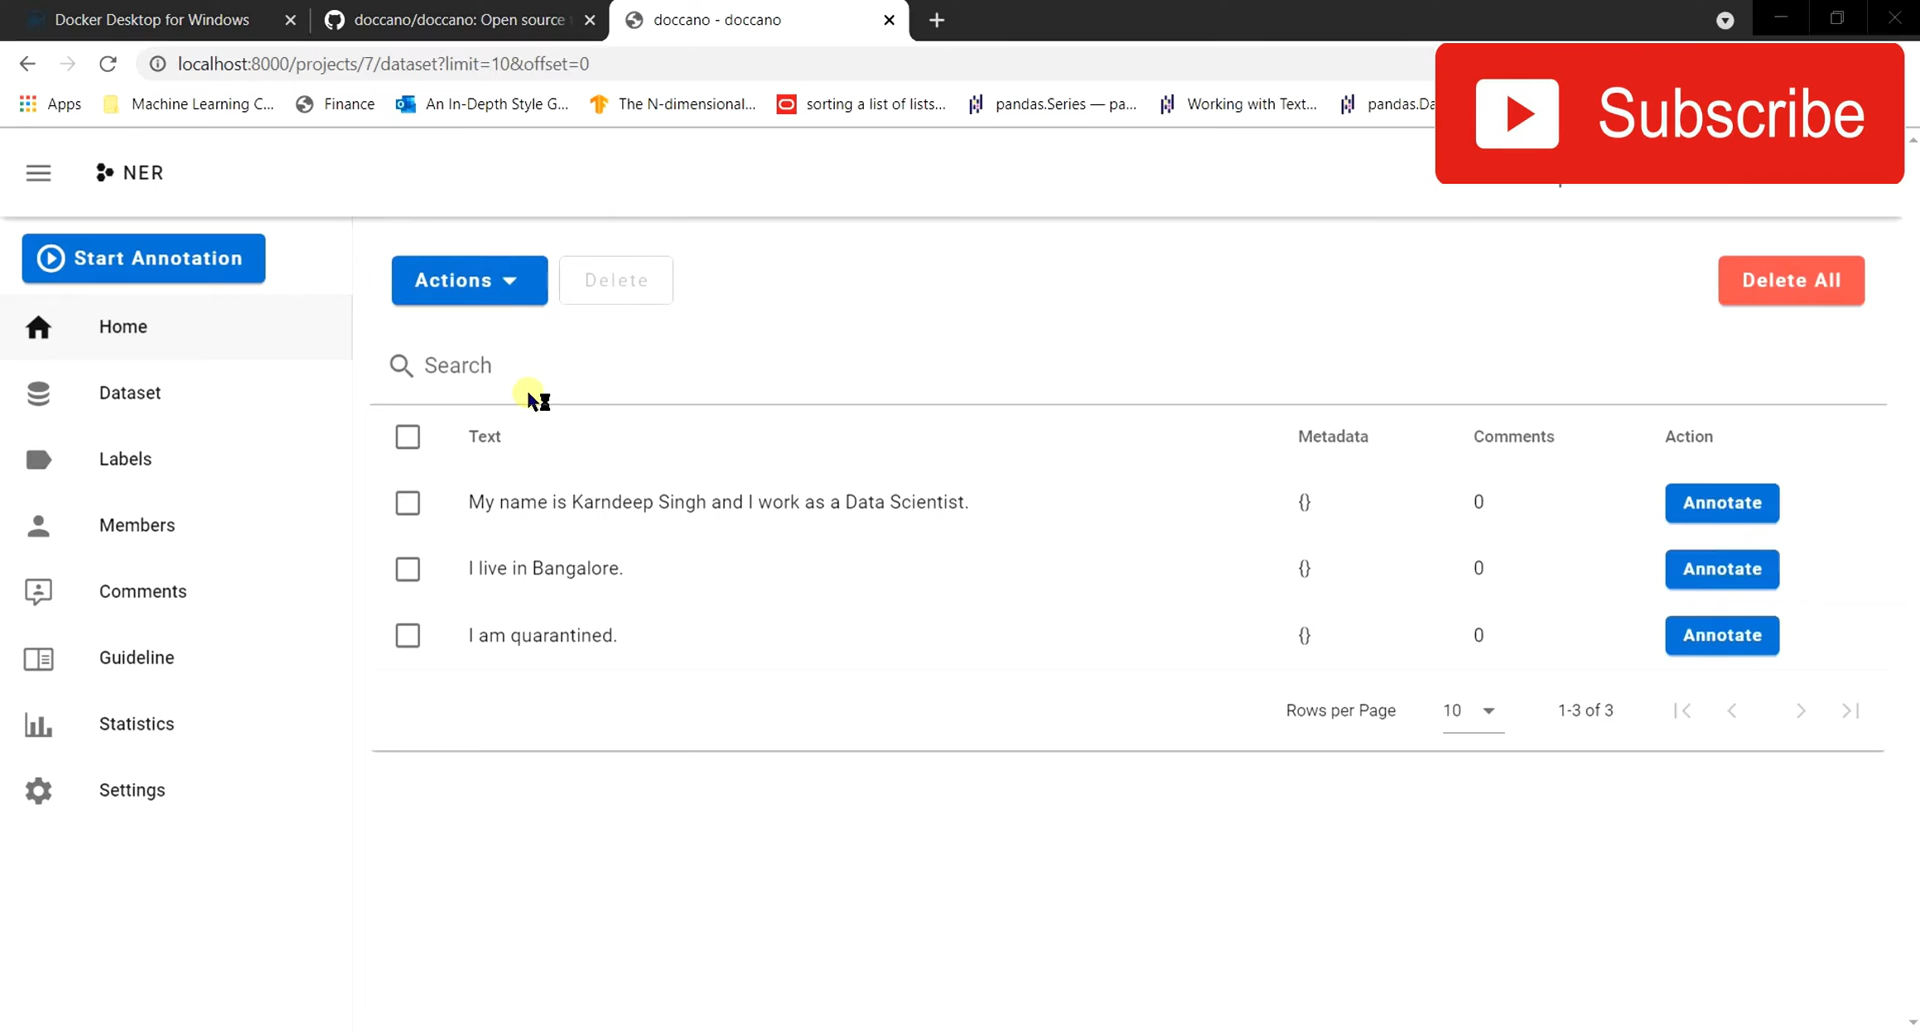 Docker Desktop for Windows
doccano/doccano: Open source
doccano - doccano
localhost:8000/projects/7/dataset?limit=10&offset=0
Apps
Machine Learning C...
Finance
An In-Depth Style G...
The N-dimensional...
sorting a list of lists...
pandas.Series — pa...
Working with Text...
pandas.Da
Subscribe
NER
Start Annotation
Actions
Delete
Delete All
Home
Search
Dataset
Text
Metadata
Comments
Action
Labels
My name is Karndeep Singh and I work as a Data Scientist.
{}
0
Annotate
Members
I live in Bangalore.
{}
0
Annotate
Comments
I am quarantined.
{}
0
Annotate
Guideline
Rows per Page
10
1-3 of 3
Statistics
Settings